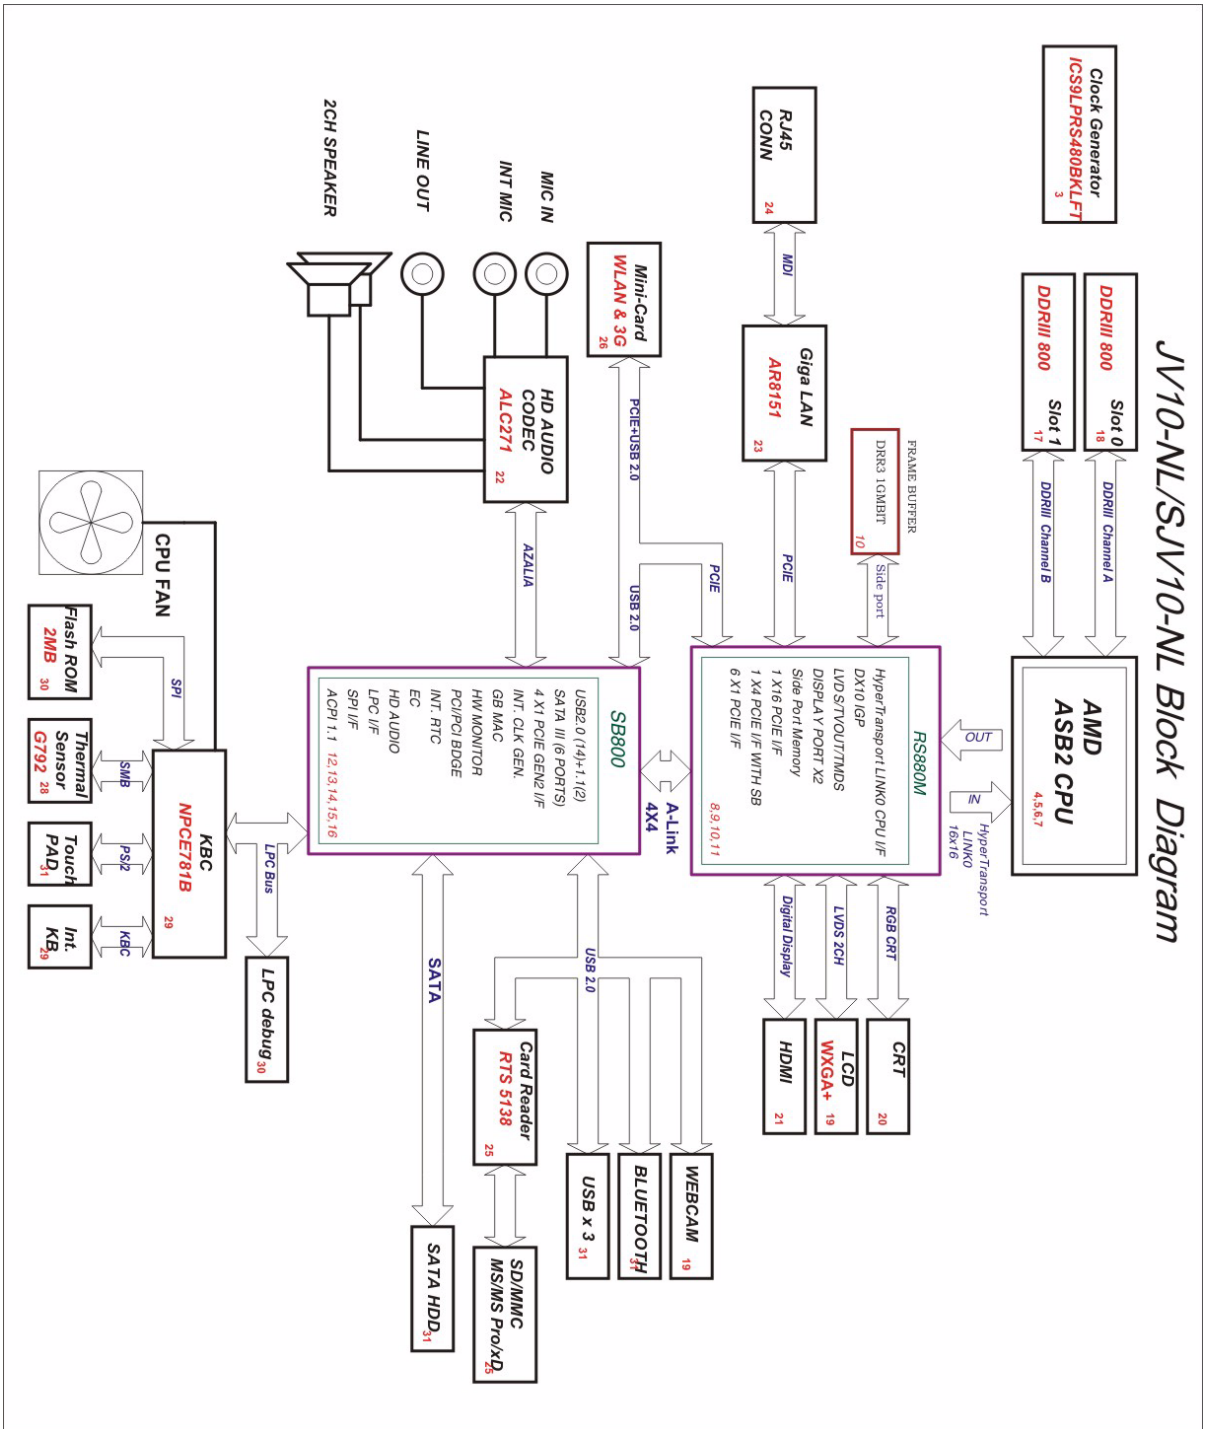 JV10-NL/SJV10-NL Block Diagram
Clock Generator
ICS9LPRS480BKLFT
3
DDRIII 800
Slot 0
18
DDRIII Channel A
DDRIII 800
Slot 1
17
DDRIII Channel B
AMD
ASB2 CPU
4,5,6,7
OUT
IN
HyperTransport
LINK0
16x16
RJ45
CONN
24
MDI
Giga LAN
AR8151
23
PCIE
FRAME BUFFER
DRR3 1GMBIT
10
Side port
RS880M
HyperTransport LINK0 CPU I/F
DX10 IGP
LVDS/TVOUT/TMDS
DISPLAY PORT X2
Side Port Memory
1 X16 PCIE I/F
1 X4 PCIE I/F WITH SB
6 X1 PCIE I/F
8,9,10,11
RGB CRT
CRT
20
LVDS 2CH
LCD
WXGA+
19
Digital Display
HDMI
21
Mini-Card
WLAN & 3G
26
PCIE+USB 2.0
PCIE
USB 2.0
A-Link
4X4
MIC IN
INT MIC
LINE OUT
2CH SPEAKER
HD AUDIO
CODEC
ALC271
22
AZALIA
SB800
USB2.0 (14)+1.1(2)
SATA III (6 PORTS)
4 X1 PCIE GEN2 I/F
INT. CLK GEN.
GB MAC
HW MONITOR
PCI/PCI BDGE
INT. RTC
EC
HD AUDIO
LPC I/F
SPI I/F
ACPI 1.1
12,13,14,15,16
USB 2.0
WEBCAM
19
BLUETOOTH
31
USB x 3
31
Card Reader
RTS 5138
25
SD/MMC
MS/MS Pro/xD
25
SATA
SATA HDD
31
LPC Bus
LPC debug
30
CPU FAN
KBC
NPCE781B
29
SPI
Flash ROM
2MB
30
SMB
Thermal
Sensor
G792
28
PS/2
Touch
PAD
31
KBC
Int.
KB
29